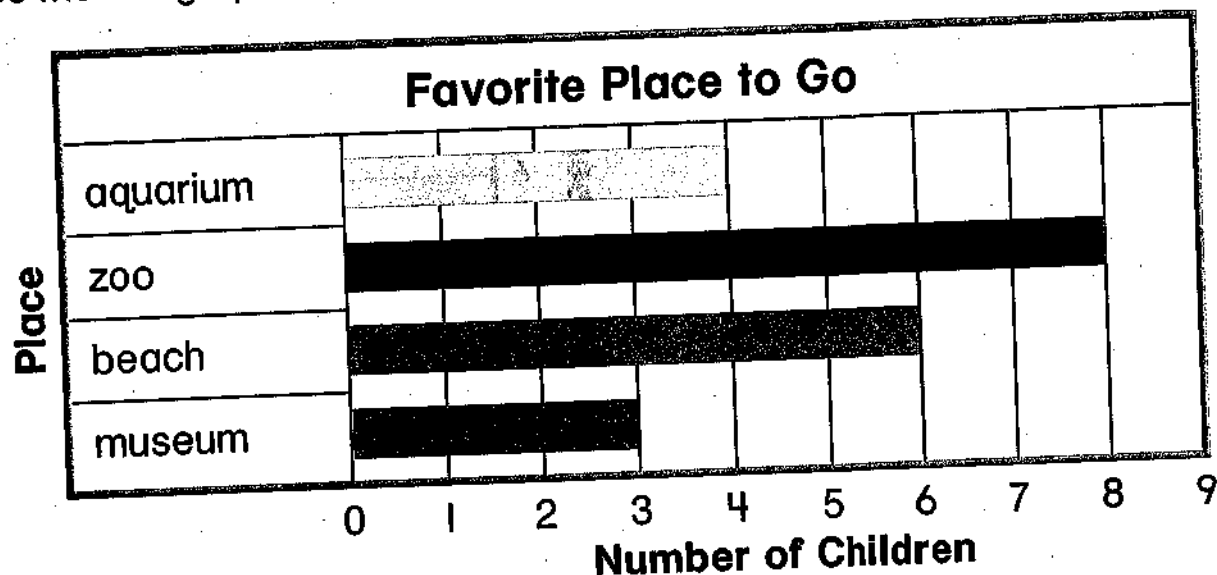 Favorite Place to Go
aquarium
zoo
beach
museum
Place
0 1 2 3 4 5 6 7 8 9
Number of Children